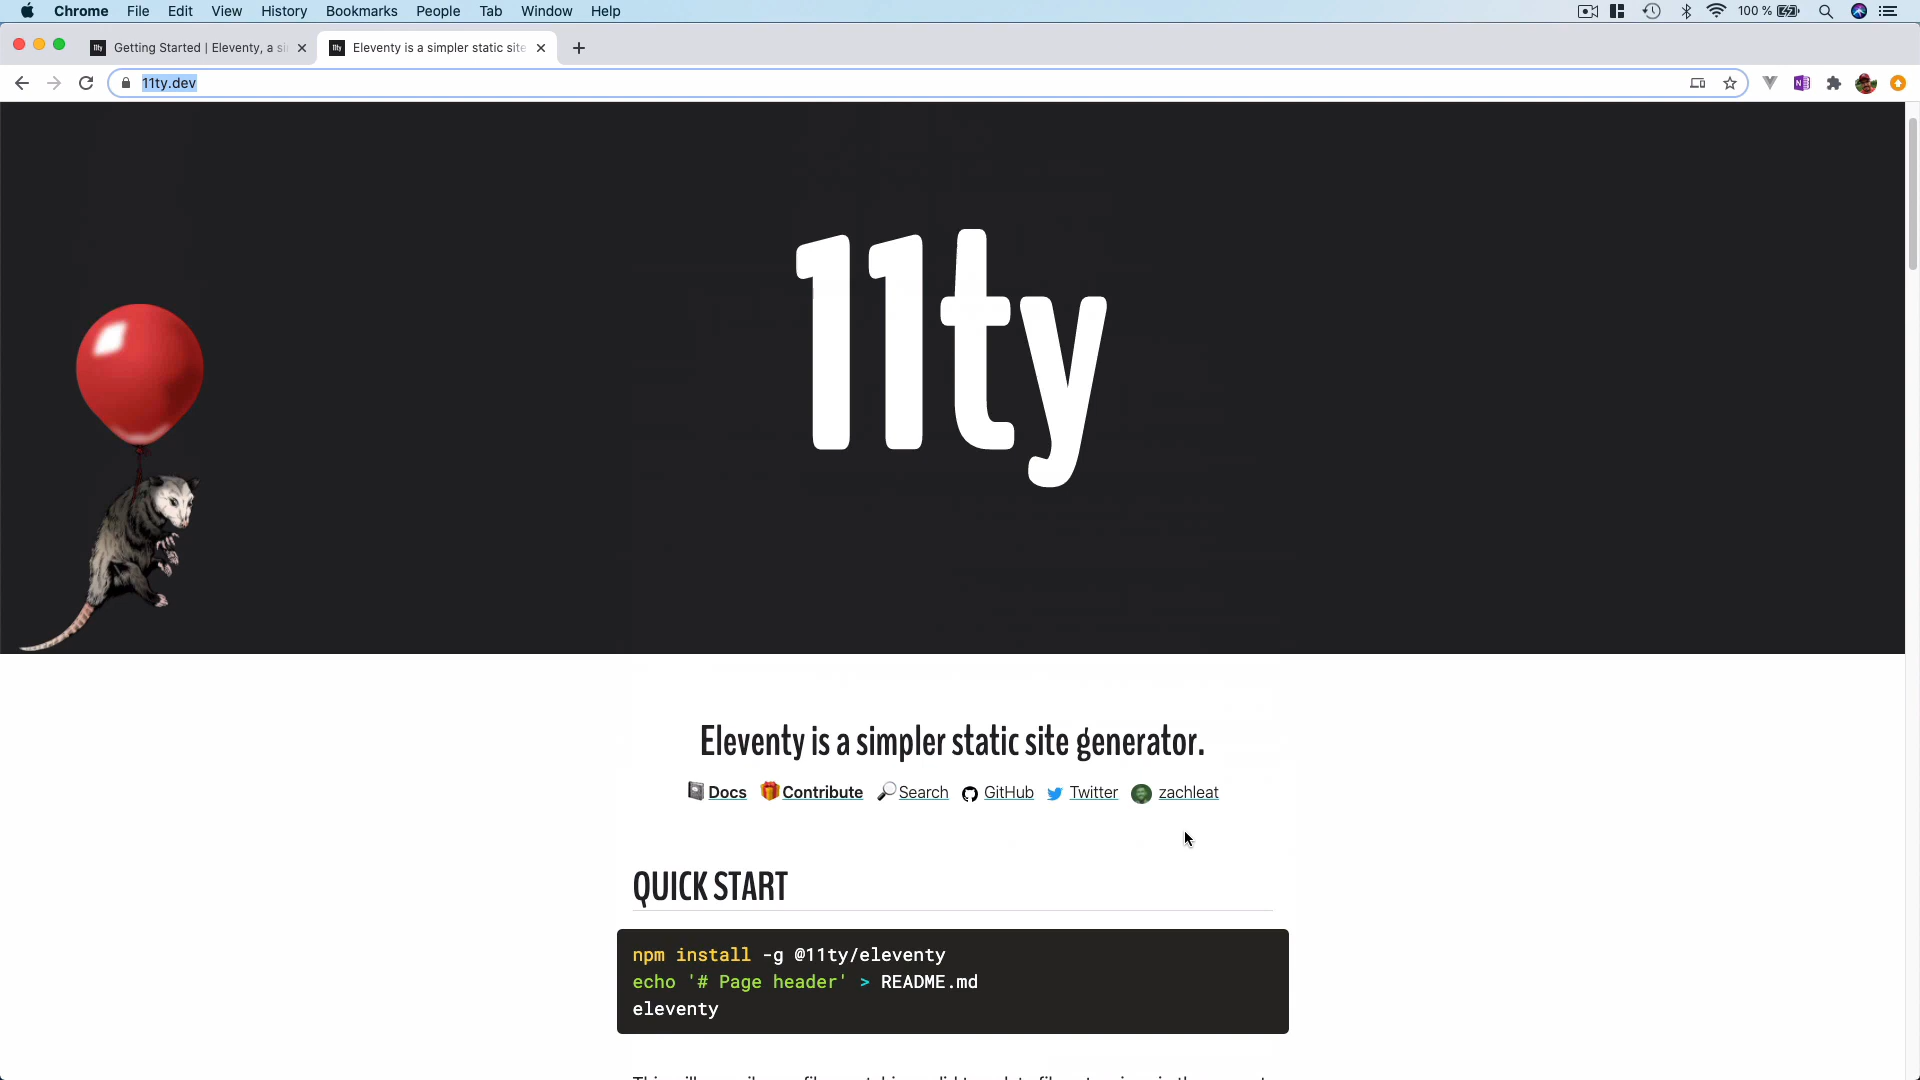 Chrome File Edit View History Bookmarks People Tab Window Help 100 %
11ty Getting Started | Eleventy, a si 11ty Eleventy is a simpler static site
11ty.dev
11ty
Eleventy is a simpler static site generator.
Docs Contribute Search GitHub Twitter zachleat
QUICK START
npm install -g @11ty/eleventy
echo '# Page header' > README.md
eleventy